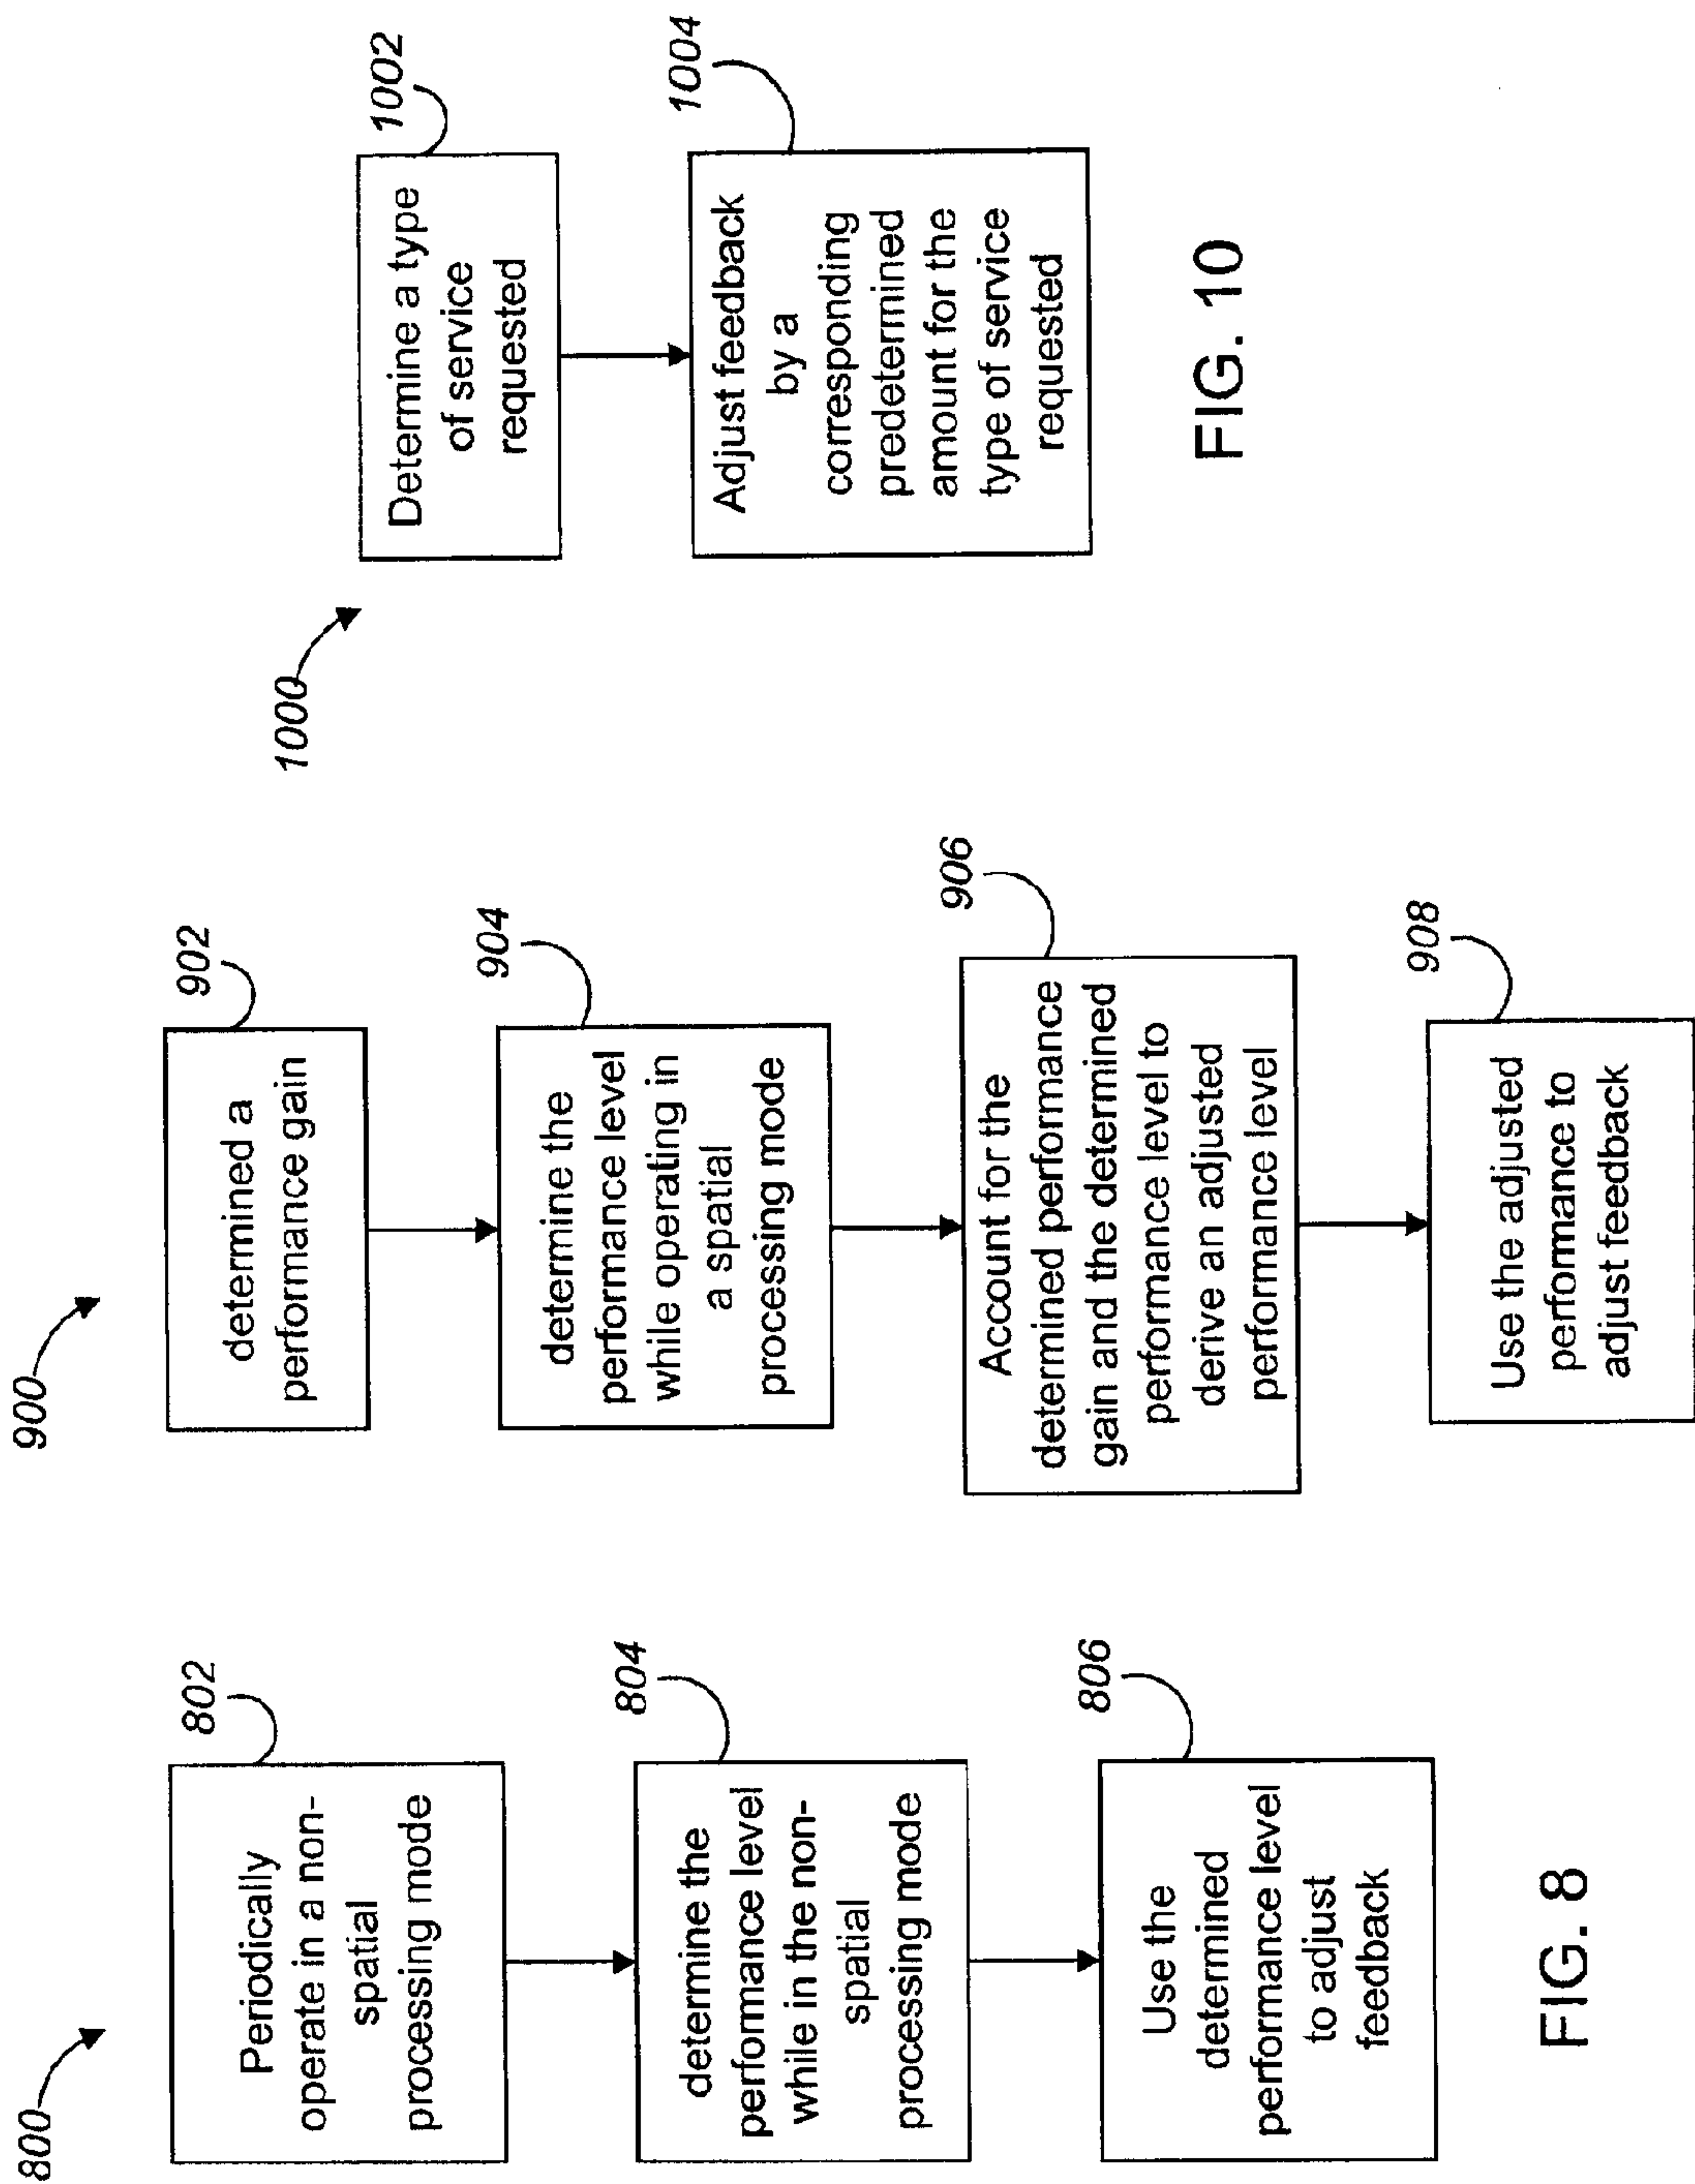 800
802
Periodically
operate in a non-
spatial
processing mode
804
determine the
performance level
while in the non-
spatial
processing mode
806
Use the
determined
performance level
to adjust
feedback
FIG. 8
900
902
determined a
performance gain
904
determine the
performance level
while operating in
a spatial
processing mode
906
Account for the
determined performance
gain and the determined
performance level to
derive an adjusted
performance level
908
Use the adjusted
performance to
adjust feedback
1000
1002
Determine a type
of service
requested
1004
Adjust feedback
by a
corresponding
predetermined
amount for the
type of service
requested
FIG. 10